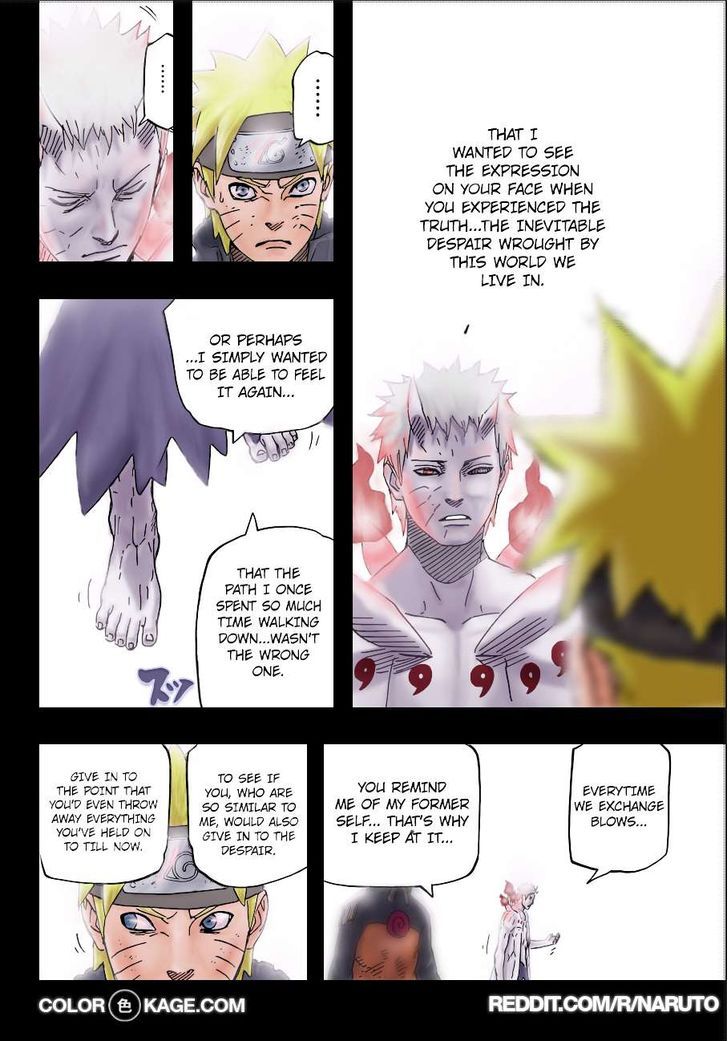 THAT I
WANTED TO SEE
THE EXPRESSION
ON YOUR FACE WHEN
YOU EXPERIENCED THE
TRUTH...THE INEVITABLE
DESPAIR WROUGHT BY
THIS WORLD WE
LIVE IN.
......
......
OR PERHAPS
...I SIMPLY WANTED
TO BE ABLE TO FEEL
IT AGAIN...
THAT THE
PATH I ONCE
SPENT SO MUCH
TIME WALKING
DOWN...WASN'T
THE WRONG
ONE.
スッ
EVERYTIME
WE EXCHANGE
BLOWS...
YOU REMIND
ME OF MY FORMER
SELF... THAT'S WHY
I KEEP AT IT...
TO SEE IF
YOU, WHO ARE
SO SIMILAR TO
ME, WOULD ALSO
GIVE IN TO THE
DESPAIR.
GIVE IN TO
THE POINT THAT
YOU'D EVEN THROW
AWAY EVERYTHING
YOU'VE HELD ON
TO TILL NOW.
COLOR 色 KAGE.COM
REDDIT.COM/R/NARUTO